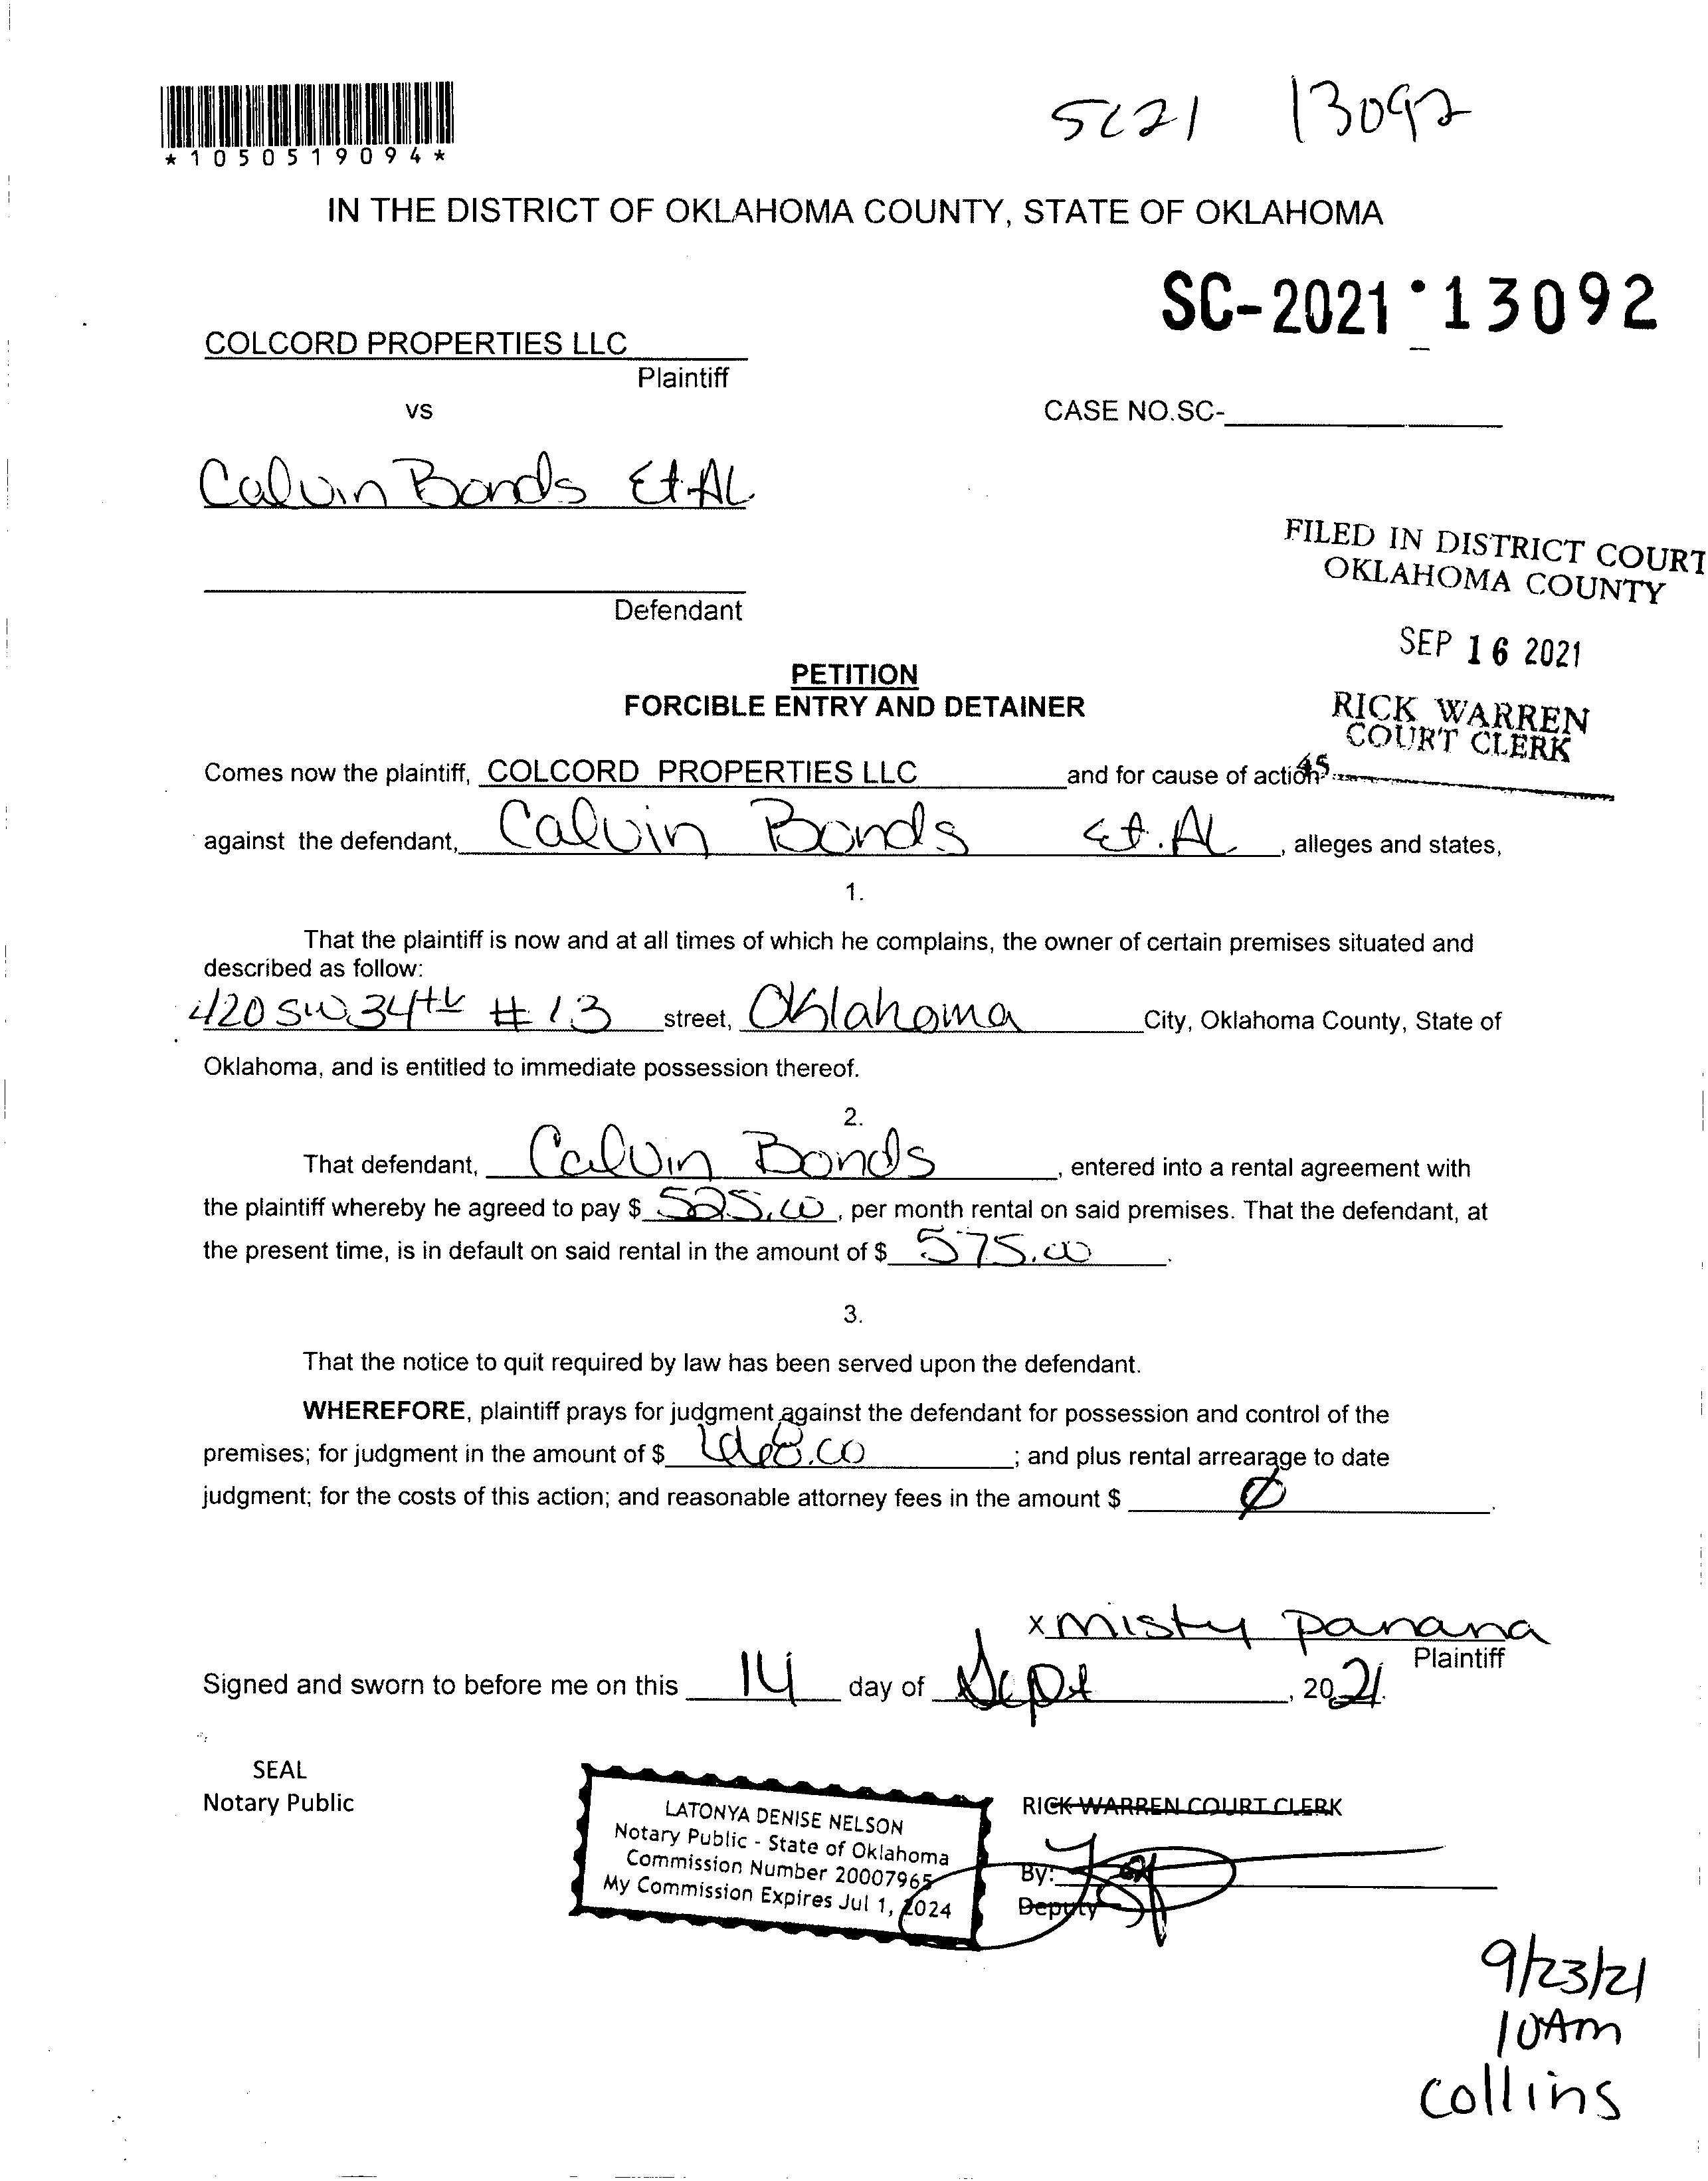 SC21 13092
*1050519094*
IN THE DISTRICT OF OKLAHOMA COUNTY, STATE OF OKLAHOMA
SC-2021 13092
COLCORD PROPERTIES LLC
Plaintiff
vs
CASE NO.SC-
Calvin Bonds Et AL
FILED IN DISTRICT COURT
OKLAHOMA COUNTY
Defendant
SEP 16 2021
PETITION
FORCIBLE ENTRY AND DETAINER
RICK WARREN
COURT CLERK
45
Comes now the plaintiff, COLCORD PROPERTIES LLC and for cause of action
against the defendant, Calvin Bonds Et. AL, alleges and states,
1.
That the plaintiff is now and at all times of which he complains, the owner of certain premises situated and
described as follow:
420 SW 34th # 13 street, Oklahoma City, Oklahoma County, State of
Oklahoma, and is entitled to immediate possession thereof.
2.
That defendant, Calvin Bonds, entered into a rental agreement with
the plaintiff whereby he agreed to pay $ 525.00, per month rental on said premises. That the defendant, at
the present time, is in default on said rental in the amount of $ 575.00.
3.
That the notice to quit required by law has been served upon the defendant.
WHEREFORE, plaintiff prays for judgment against the defendant for possession and control of the
premises; for judgment in the amount of $ ; and plus rental arrearage to date
judgment; for the costs of this action; and reasonable attorney fees in the amount $ Ø.
x misty panana
Plaintiff
Signed and sworn to before me on this 14 day of Sept, 2021.
SEAL
Notary Public
LATONYA DENISE NELSON
Notary Public - State of Oklahoma
Commission Number 20007965
My Commission Expires Jul 1, 2024
RICK WARREN COURT CLERK
By:
Deputy
9/23/21
10AM
Collins